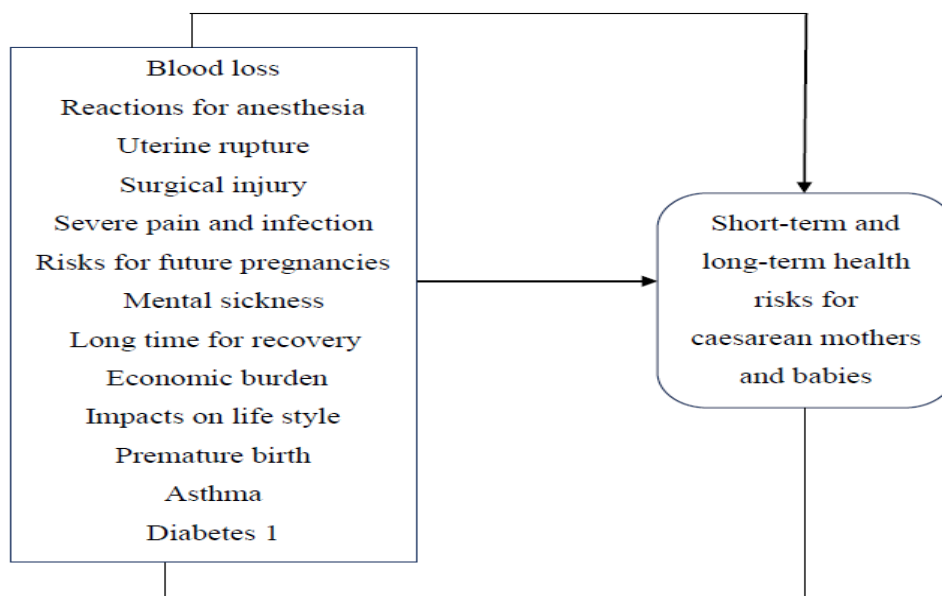 Blood loss
Reactions for anesthesia
Uterine rupture
Surgical injury
Severe pain and infection
Risks for future pregnancies
Mental sickness
Long time for recovery
Economic burden
Impacts on life style
Premature birth
Asthma
Diabetes 1
Short-term and
long-term health
risks for
caesarean mothers
and babies